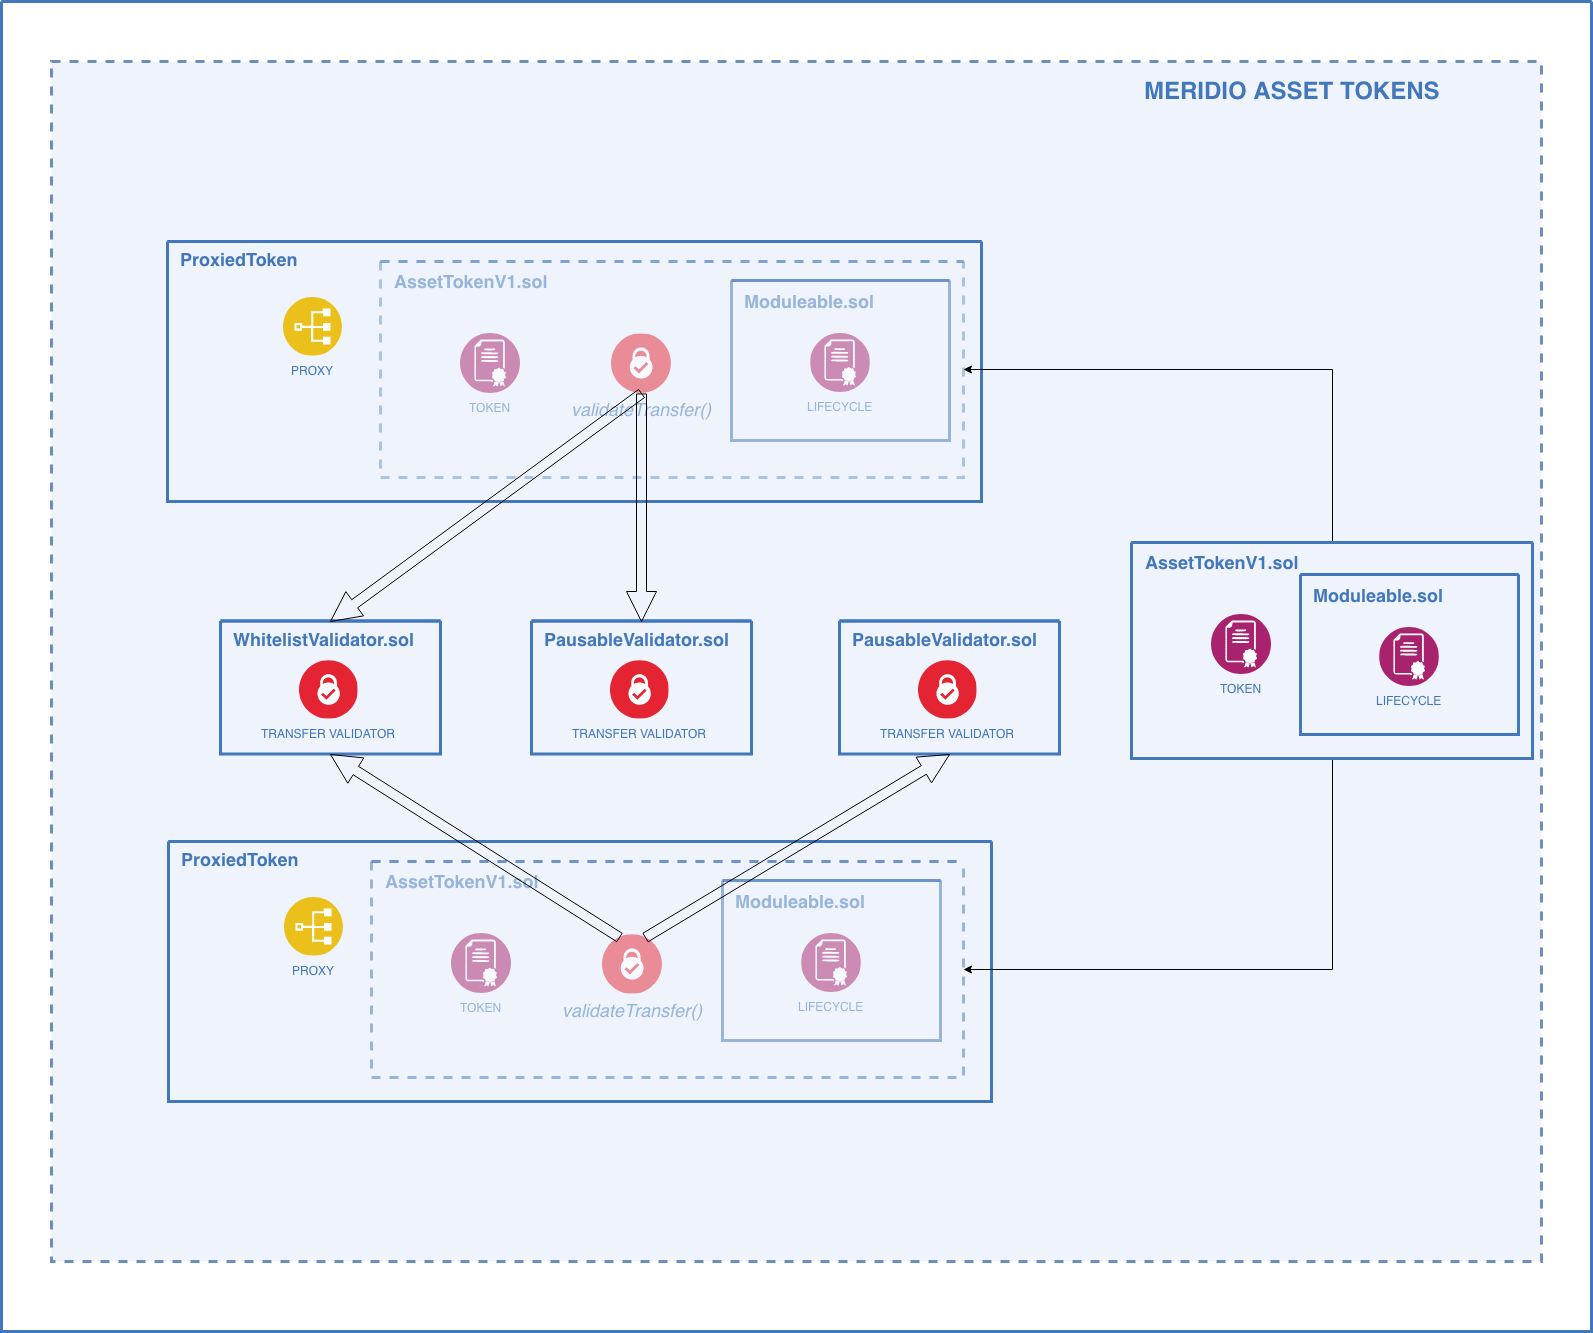 MERIDIO ASSET TOKENS
ProxiedToken
AssetTokenV1.sol
Moduleable.sol
PROXY
TOKEN
validateTransfer()
LIFECYCLE
AssetTokenV1.sol
Moduleable.sol
TOKEN
LIFECYCLE
WhitelistValidator.sol
TRANSFER VALIDATOR
PausableValidator.sol
TRANSFER VALIDATOR
PausableValidator.sol
TRANSFER VALIDATOR
ProxiedToken
AssetTokenV1.sol
Moduleable.sol
PROXY
TOKEN
validateTransfer()
LIFECYCLE